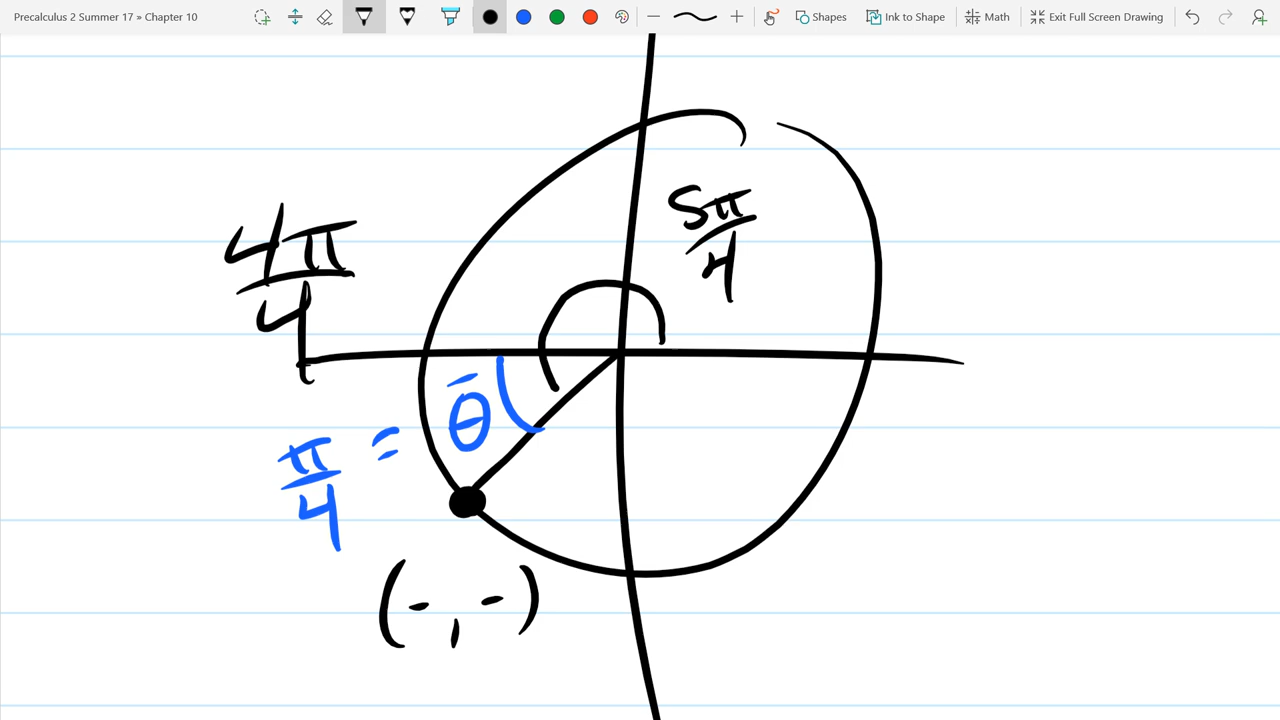 Precalculus 2 Summer 17 » Chapter 10
Shapes
Ink to Shape
Math
Exit Full Screen Drawing
5π/4
4π/4
π/4 = θ̄
(-, -)